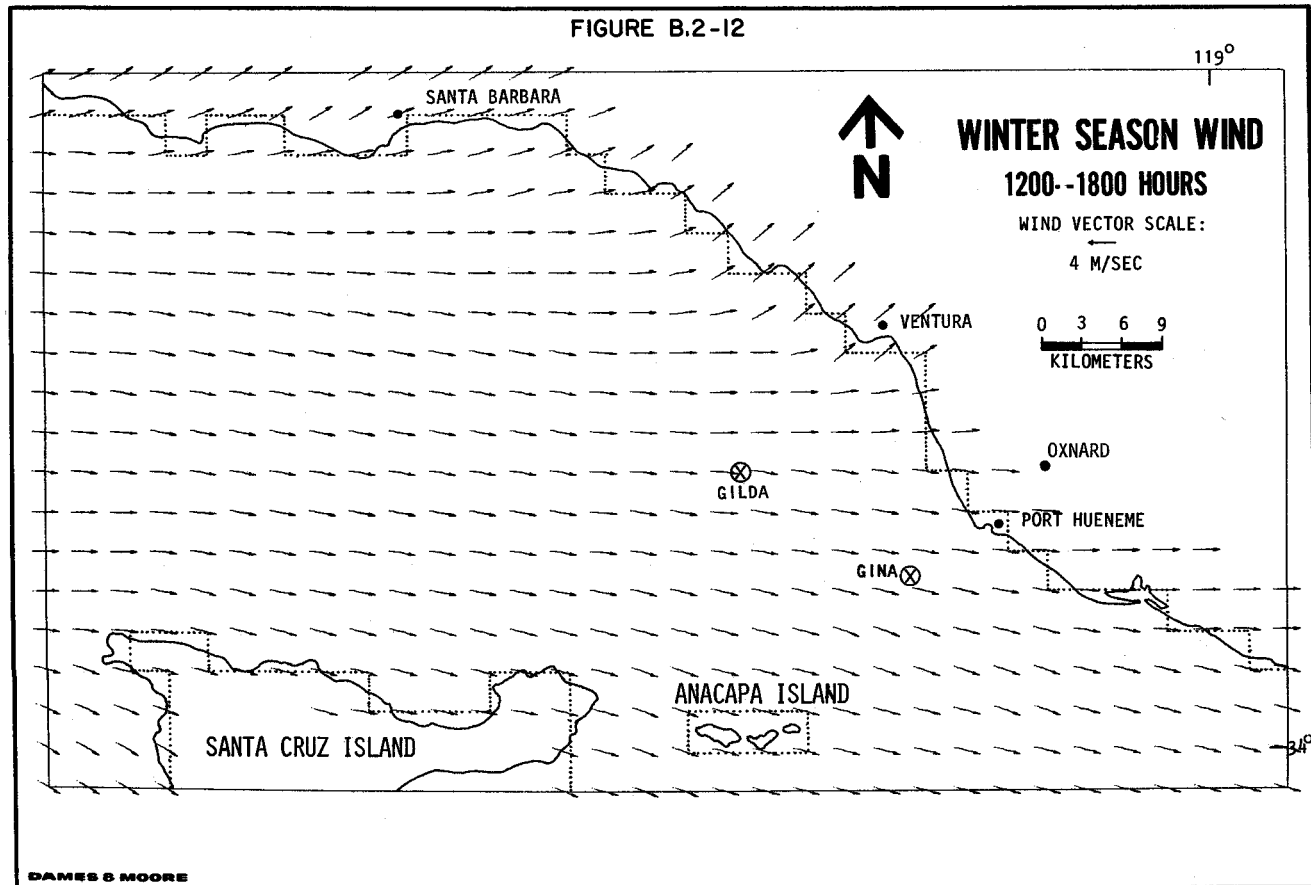 FIGURE B.2-12
119°
SANTA BARBARA
N
WINTER SEASON WIND
1200--1800 HOURS
WIND VECTOR SCALE:
4 M/SEC
VENTURA
0 3 6 9
KILOMETERS
OXNARD
GILDA
PORT HUENEME
GINA
ANACAPA ISLAND
SANTA CRUZ ISLAND
34°
DAMES & MOORE